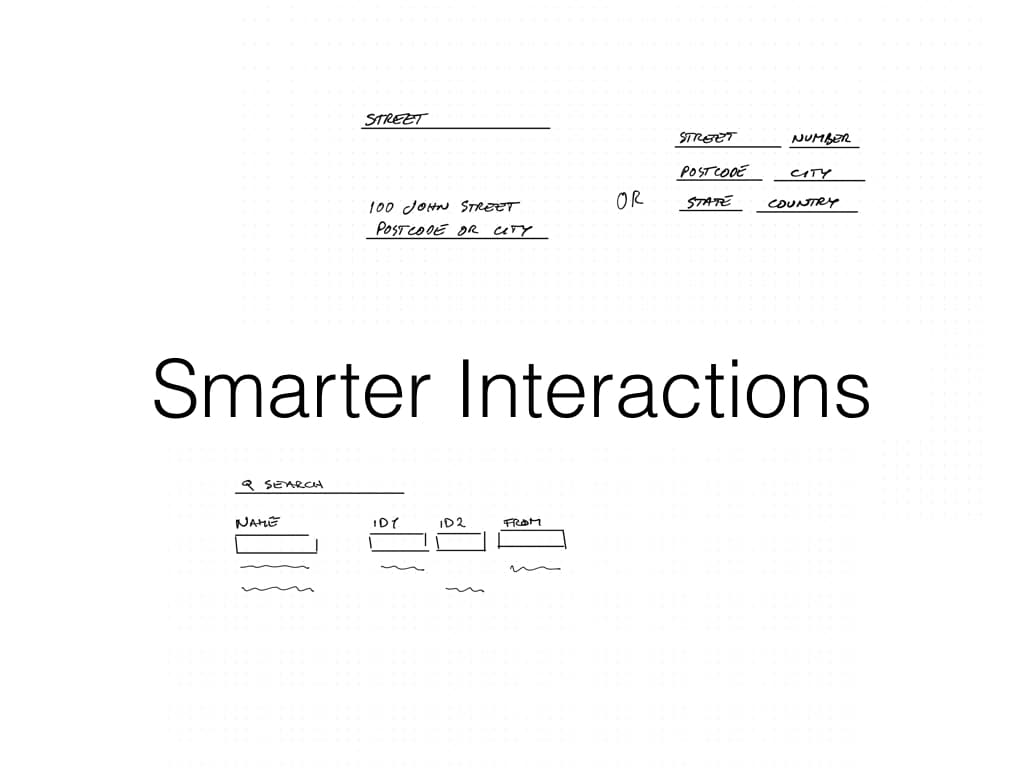 STREET
100 JOHN STREET
POSTCODE OR CITY
OR
STREET NUMBER
POSTCODE CITY
STATE COUNTRY
Smarter Interactions
SEARCH
NAME ID1 ID2 FROM